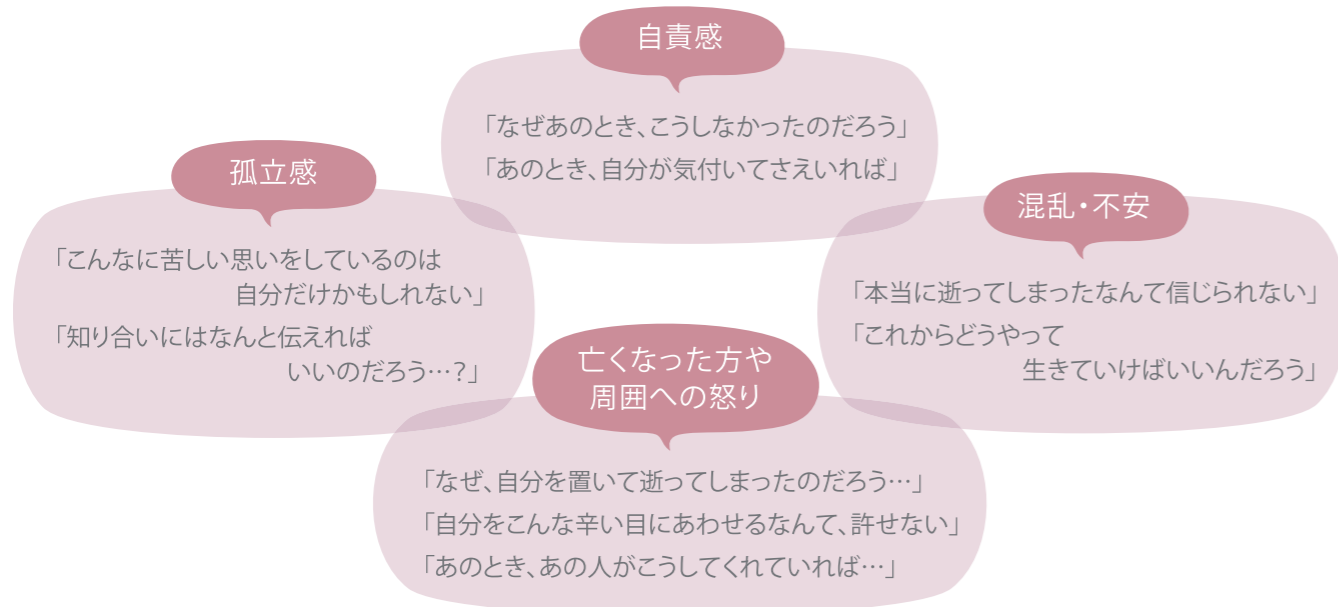 自責感
「なぜあのとき、こうしなかったのだろう」
「あのとき、自分が気付いてさえいれば」
孤立感
「こんなに苦しい思いをしているのは
自分だけかもしれない」
「知り合いにはなんと伝えれば
いいのだろう…?」
混乱・不安
「本当に逝ってしまったなんて信じられない」
「これからどうやって
生きていけばいいんだろう」
亡くなった方や
周囲への怒り
「なぜ、自分を置いて逝ってしまったのだろう…」
「自分をこんな辛い目にあわせるなんて、許せない」
「あのとき、あの人がこうしてくれていれば…」